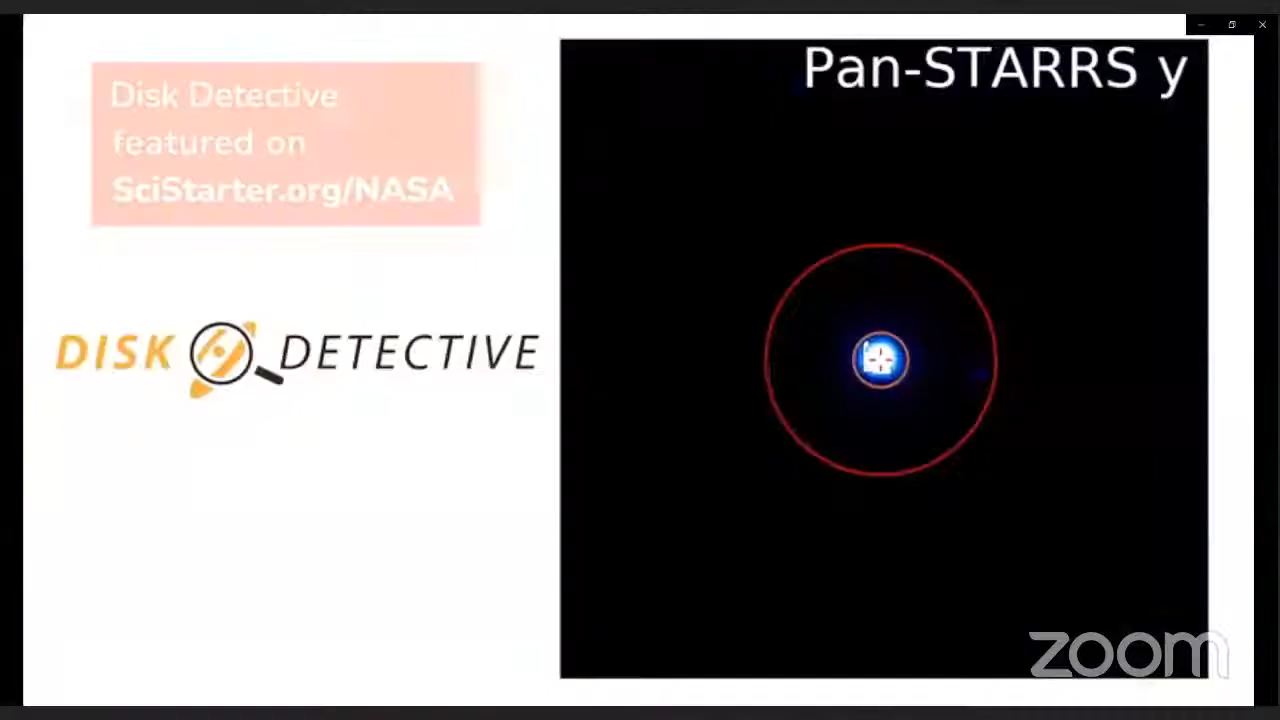 Disk Detective
featured on
SciStarter.org/NASA
DISK DETECTIVE
Pan-STARRS y
zoom